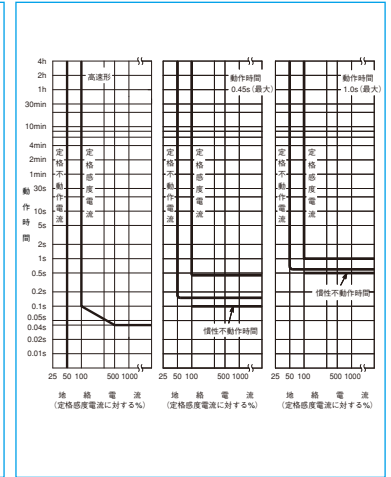 4h
2h
1h
30min
10min
4min
2min
1min
30s
10s
5s
2s
1s
0.5s
0.2s
0.1s
0.05s
0.04s
0.02s
0.01s
動作時間
高速形
定格不動作電流
定格感度電流
25 50 100 500 1000
地絡電流
(定格感度電流に対する%)
動作時間
0.45s (最大)
定格不動作電流
定格感度電流
慣性不動作時間
25 50 100 500 1000
地絡電流
(定格感度電流に対する%)
動作時間
1.0s (最大)
定格不動作電流
定格感度電流
慣性不動作時間
25 50 100 500 1000
地絡電流
(定格感度電流に対する%)